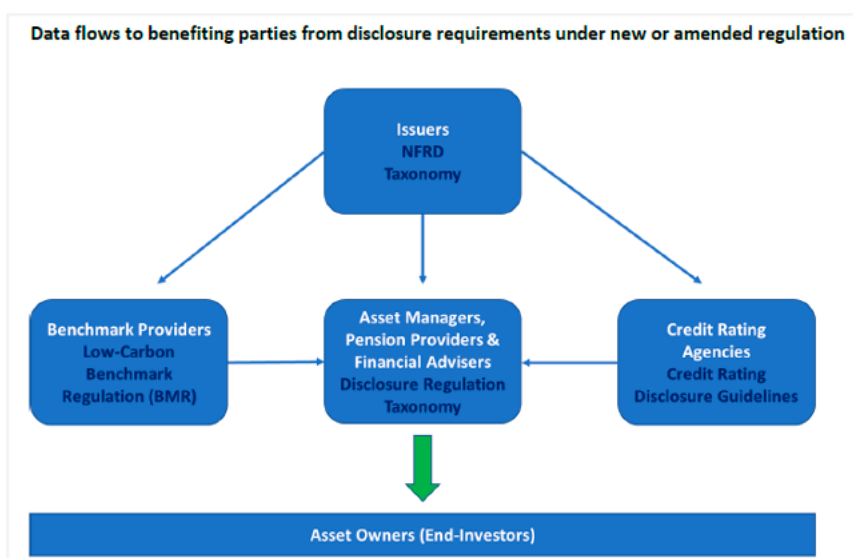 Data flows to benefiting parties from disclosure requirements under new or amended regulation
Issuers
NFRD
Taxonomy
Benchmark Providers
Low-Carbon
Benchmark
Regulation (BMR)
Asset Managers,
Pension Providers &
Financial Advisers
Disclosure Regulation
Taxonomy
Credit Rating
Agencies
Credit Rating
Disclosure Guidelines
Asset Owners (End-Investors)